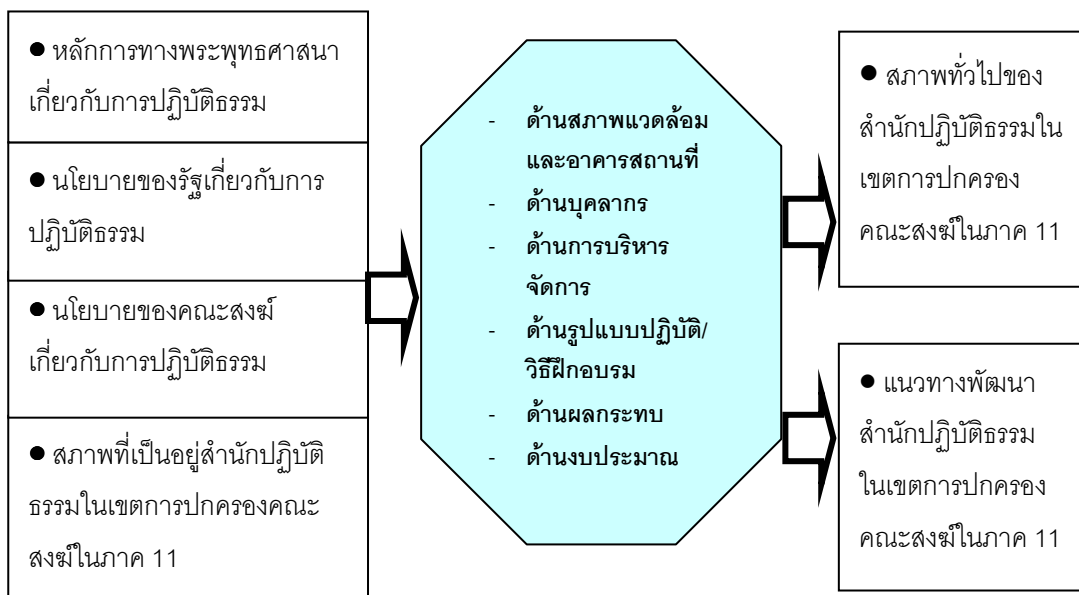 ● หลักการทางพระพุทธศาสนา
เกี่ยวกับการปฏิบัติธรรม
● นโยบายของรัฐเกี่ยวกับการ
ปฏิบัติธรรม
● นโยบายของคณะสงฆ์
เกี่ยวกับการปฏิบัติธรรม
● สภาพที่เป็นอยู่สำนักปฏิบัติ
ธรรมในเขตการปกครองคณะ
สงฆ์ในภาค 11
- ด้านสภาพแวดล้อม
และอาคารสถานที่
- ด้านบุคลากร
- ด้านการบริหาร
จัดการ
- ด้านรูปแบบปฏิบัติ/
วิธีฝึกอบรม
- ด้านผลกระทบ
- ด้านงบประมาณ
● สภาพทั่วไปของ
สำนักปฏิบัติธรรมใน
เขตการปกครอง
คณะสงฆ์ในภาค 11
● แนวทางพัฒนา
สำนักปฏิบัติธรรม
ในเขตการปกครอง
คณะสงฆ์ในภาค 11